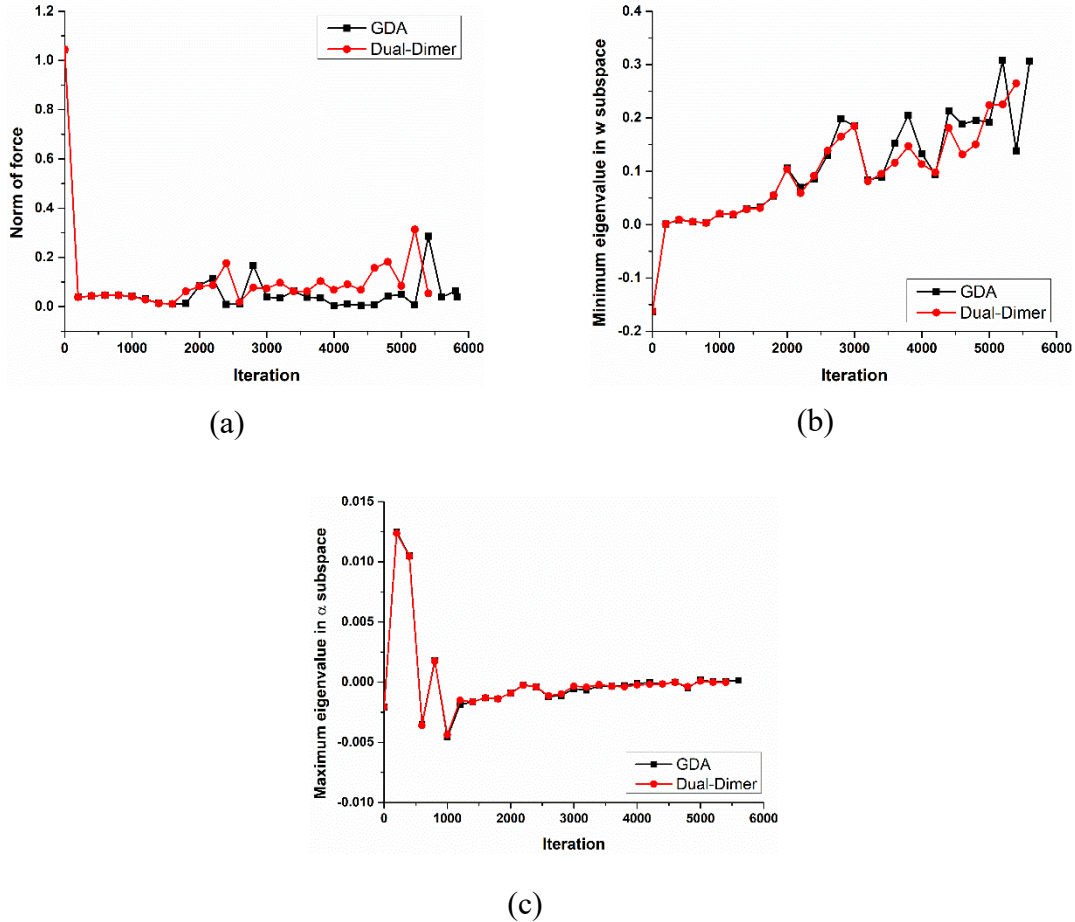 GDA
Dual-Dimer
Norm of force
1.2
1.0
0.8
0.6
0.4
0.2
0.0
0 1000 2000 3000 4000 5000 6000
Iteration
(a)
Minimum eigenvalue in w subspace
0.4
0.3
0.2
0.1
0.0
-0.1
-0.2
GDA
Dual-Dimer
0 1000 2000 3000 4000 5000 6000
Iteration
(b)
Maximum eigenvalue in α subspace
0.015
0.010
0.005
0.000
-0.005
-0.010
GDA
Dual-Dimer
0 1000 2000 3000 4000 5000 6000
Iteration
(c)